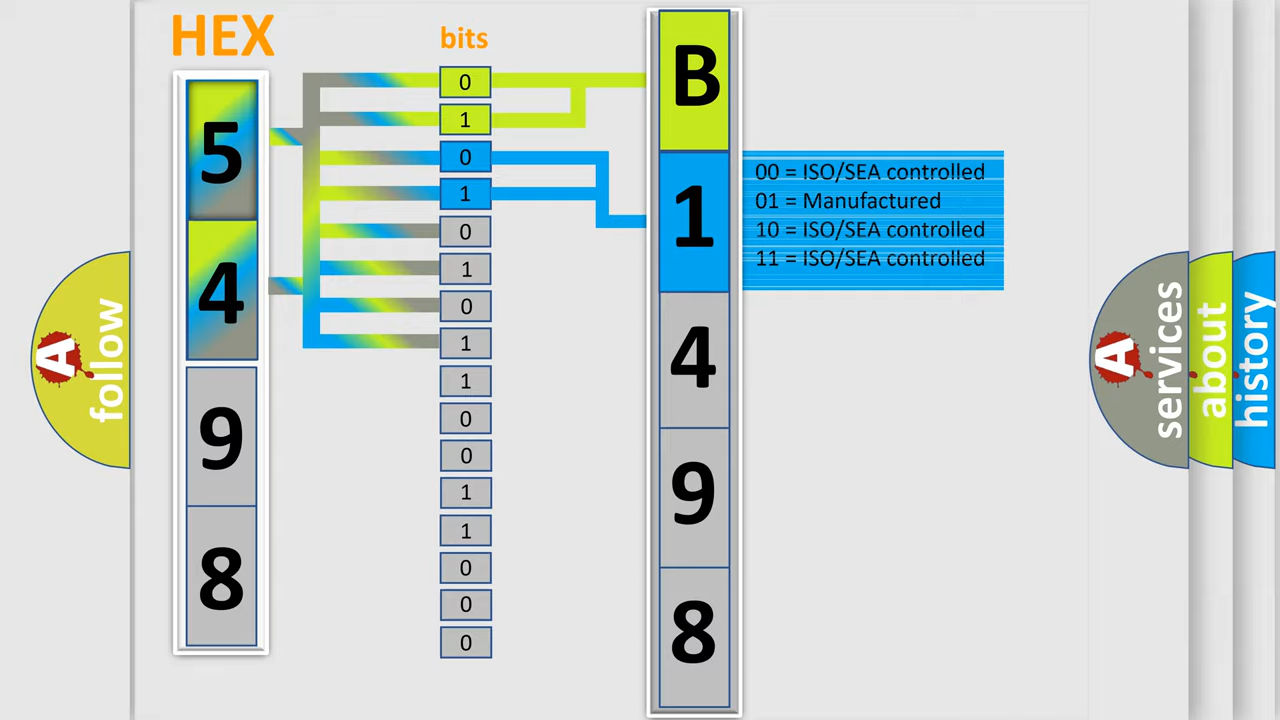 HEX
bits
5
4
9
8
0
1
0
1
0
1
0
1
1
0
0
1
1
0
0
0
B
1
4
9
8
00 = ISO/SEA controlled
01 = Manufactured
10 = ISO/SEA controlled
11 = ISO/SEA controlled
A
follow
A
services
about
history